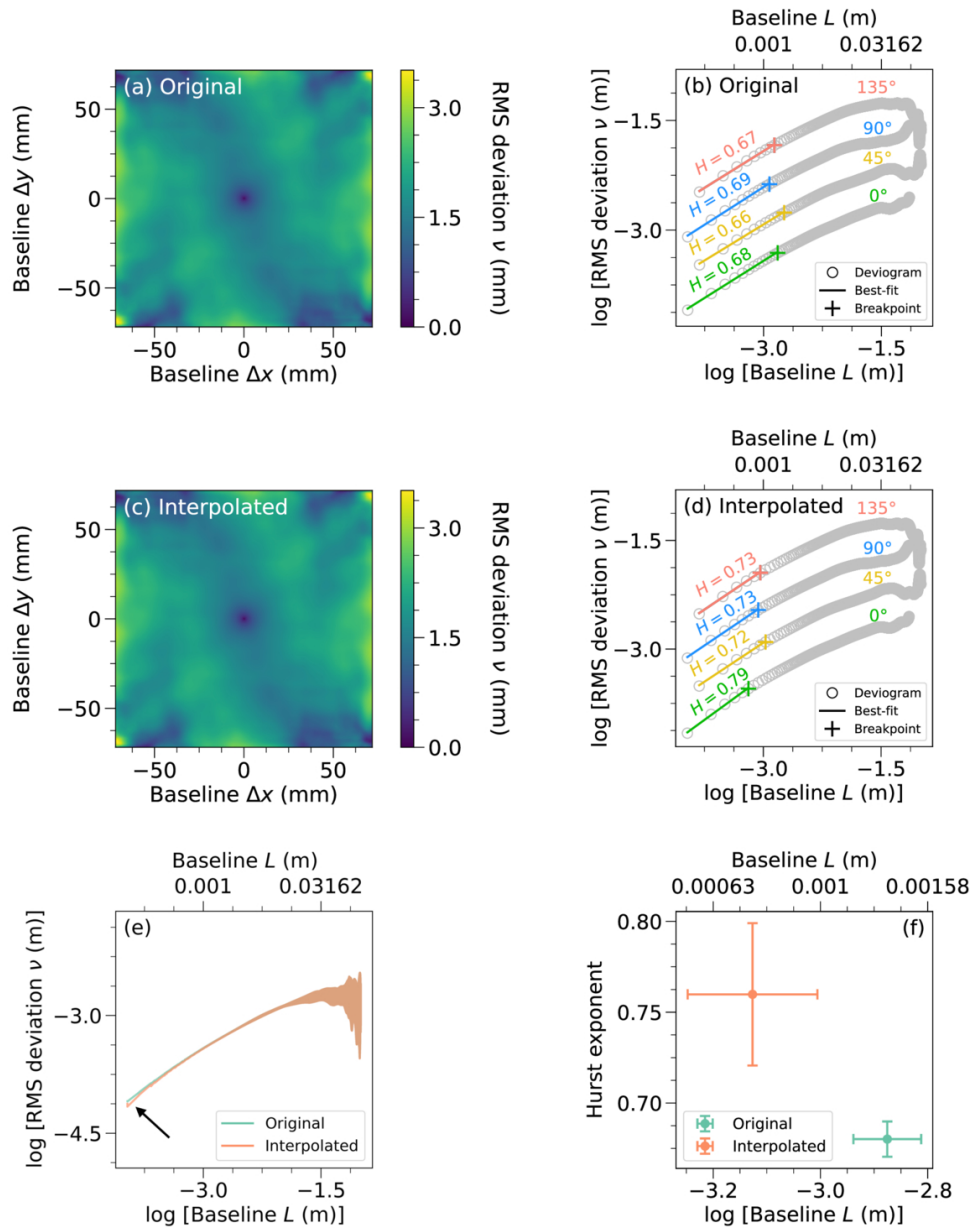 (a) Original
Baseline Δy (mm)
50
0
−50
−50
0
50
Baseline Δx (mm)
3.0
1.5
0.0
RMS deviation ν (mm)
Baseline L (m)
0.001
0.03162
(b) Original
135°
90°
45°
0°
H = 0.67
H = 0.69
H = 0.66
H = 0.68
log [RMS deviation ν (m)]
−1.5
−3.0
Deviogram
Best-fit
Breakpoint
−3.0
−1.5
log [Baseline L (m)]
(c) Interpolated
Baseline Δy (mm)
50
0
−50
−50
0
50
Baseline Δx (mm)
3.0
1.5
0.0
RMS deviation ν (mm)
Baseline L (m)
0.001
0.03162
(d) Interpolated
135°
90°
45°
0°
H = 0.73
H = 0.73
H = 0.72
H = 0.79
log [RMS deviation ν (m)]
−1.5
−3.0
Deviogram
Best-fit
Breakpoint
−3.0
−1.5
log [Baseline L (m)]
Baseline L (m)
0.001
0.03162
(e)
log [RMS deviation ν (m)]
−3.0
−4.5
Original
Interpolated
−3.0
−1.5
log [Baseline L (m)]
Baseline L (m)
0.00063
0.001
0.00158
(f)
Hurst exponent
0.80
0.75
0.70
Original
Interpolated
−3.2
−3.0
−2.8
log [Baseline L (m)]